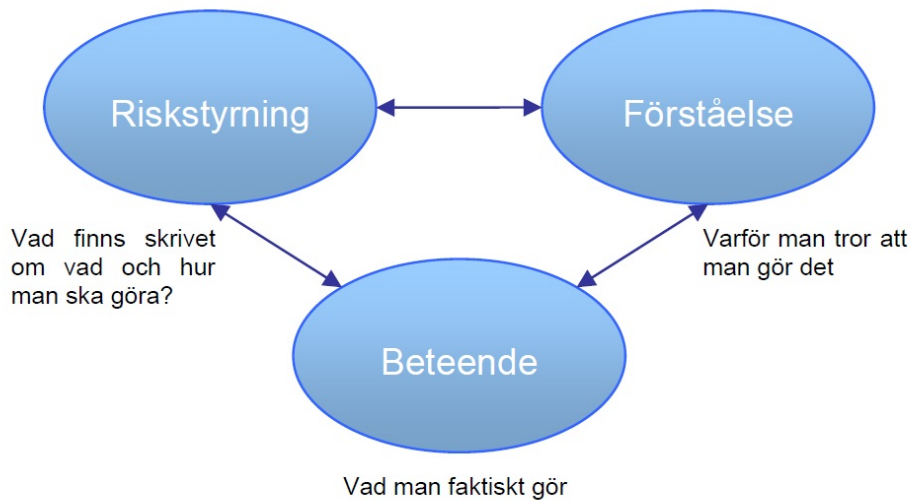 Riskstyrning
Förståelse
Vad finns skrivet
om vad och hur
man ska göra?
Varför man tror att
man gör det
Beteende
Vad man faktiskt gör